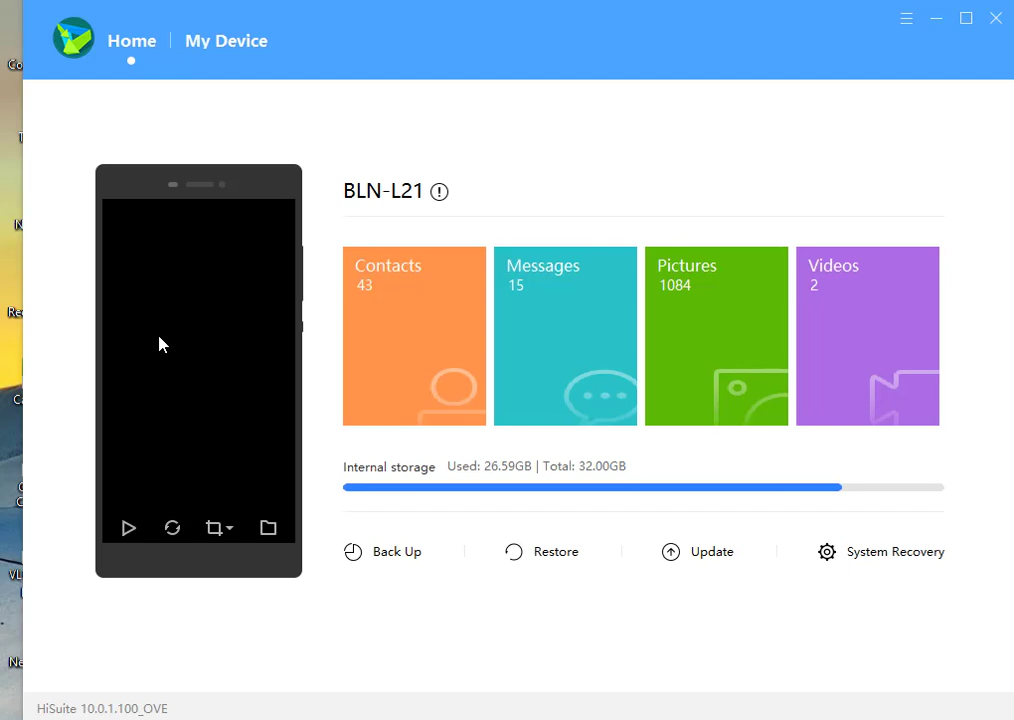 Home | My Device
BLN-L21
Contacts
43
Messages
15
Pictures
1084
Videos
2
Internal storage Used: 26.59GB | Total: 32.00GB
Back Up
Restore
Update
System Recovery
HiSuite 10.0.1.100_OVE